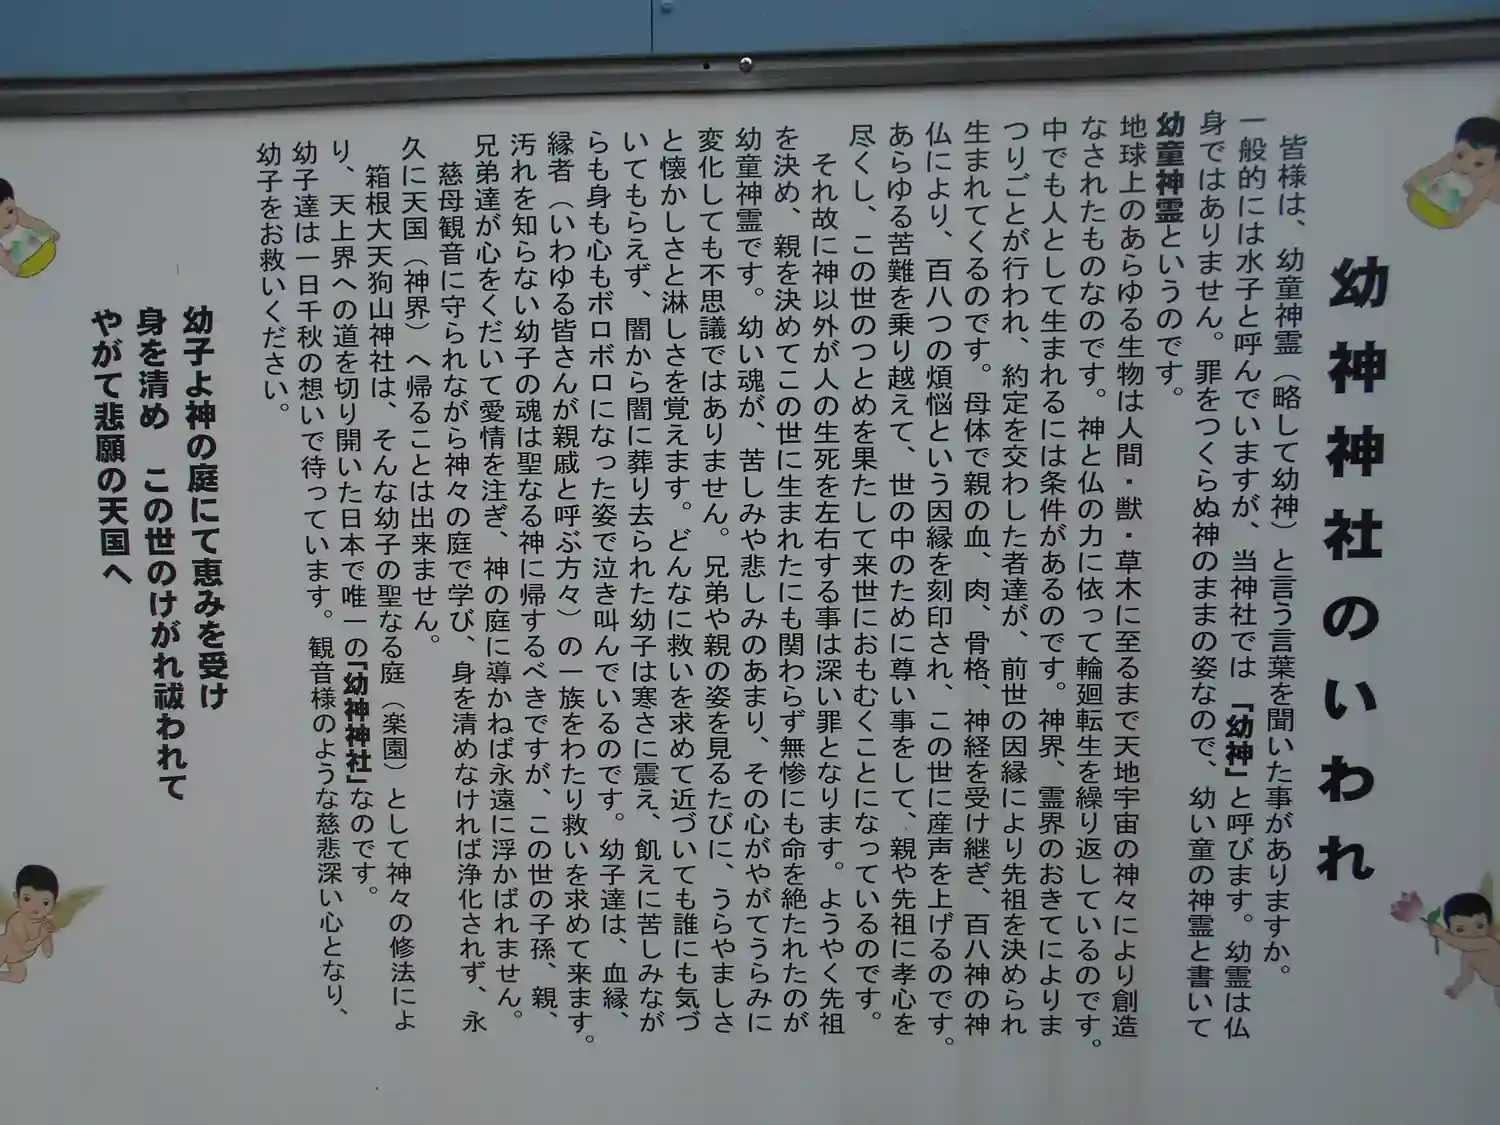 幼神神社のいわれ
　皆様は、幼童神霊（略して幼神）と言う言葉を聞いた事がありますか。
一般的には水子と呼んでいますが、当神社では「幼神」と呼びます。幼霊は仏
身ではありません。罪をつくらぬ神のままの姿なので、幼い童の神霊と書いて
幼童神霊というのです。
地球上のあらゆる生物は人間・獣・草木に至るまで天地宇宙の神々により創造
なされたものなのです。神と仏の力に依って輪廻転生を繰り返しているのです。
中でも人として生まれるには条件があるのです。神界、霊界のおきてによりま
つりごとが行われ、約定を交わした者達が、前世の因縁により先祖を決められ
生まれてくるのです。母体で親の血、肉、骨格、神経を受け継ぎ、百八神の神
仏により、百八つの煩悩という因縁を刻印され、この世に産声を上げるのです。
あらゆる苦難を乗り越えて、世の中のために尊い事をして、親や先祖に孝心を
尽くし、この世のつとめを果たして来世におもむくことになっているのです。
　それ故に神以外が人の生死を左右する事は深い罪となります。ようやく先祖
を決め、親を決めてこの世に生まれたにも関わらず無惨にも命を絶たれたのが
幼童神霊です。幼い魂が、苦しみや悲しみのあまり、その心がやがてうらみに
変化しても不思議ではありません。兄弟や親の姿を見るたびに、うらやましさ
と懐かしさと淋しさを覚えます。どんなに救いを求めて近づいても誰にも気づ
いてもらえず、闇から闇に葬り去られた幼子は寒さに震え、飢えに苦しみなが
らも身も心もボロボロになった姿で泣き叫んでいるのです。幼子達は、血縁、
縁者（いわゆる皆さんが親戚と呼ぶ方々）の一族をわたり救いを求めて来ます。
汚れを知らない幼子の魂は聖なる神に帰するべきですが、この世の子孫、親、
兄弟達が心をくだいて愛情を注ぎ、神の庭に導かねば永遠に浮かばれません。
　慈母観音に守られながら神々の庭で学び、身を清めなければ浄化されず、永
久に天国（神界）へ帰ることは出来ません。
　箱根大天狗山神社は、そんな幼子の聖なる庭（楽園）として神々の修法によ
り、天上界への道を切り開いた日本で唯一の「幼神神社」なのです。
幼子達は一日千秋の想いで待っています。観音様のような慈悲深い心となり、
幼子をお救いください。
幼子よ神の庭にて恵みを受け
身を清め　この世のけがれ祓われて
やがて悲願の天国へ